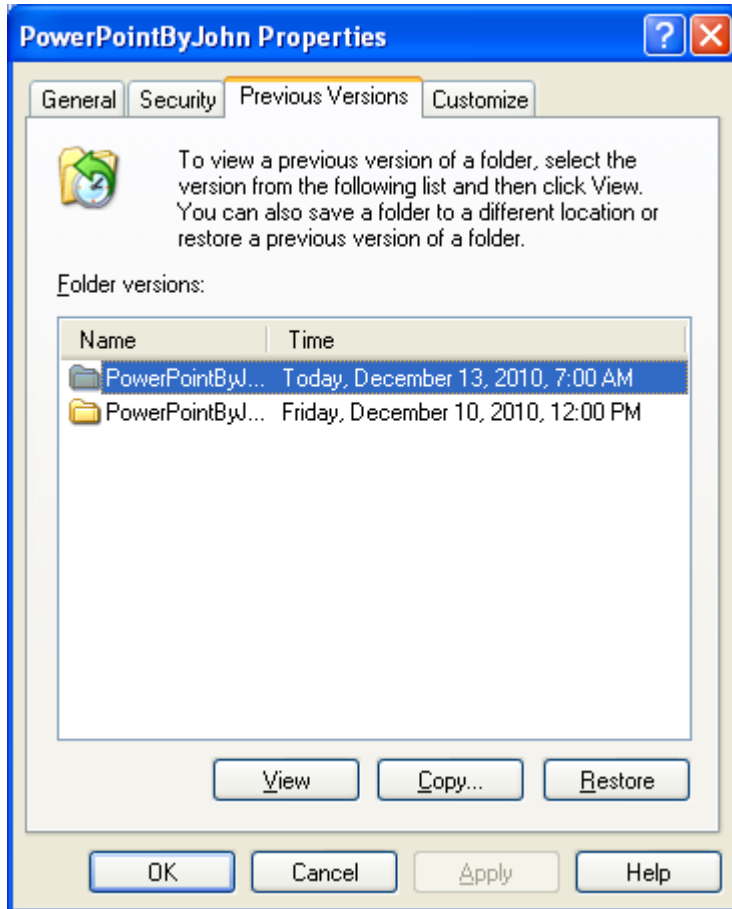 PowerPointByJohn Properties
General Security Previous Versions Customize
To view a previous version of a folder, select the
version from the following list and then click View.
You can also save a folder to a different location or
restore a previous version of a folder.
Folder versions:
Name Time
PowerPointByJ... Today, December 13, 2010, 7:00 AM
PowerPointByJ... Friday, December 10, 2010, 12:00 PM
View Copy... Restore
OK Cancel Apply Help